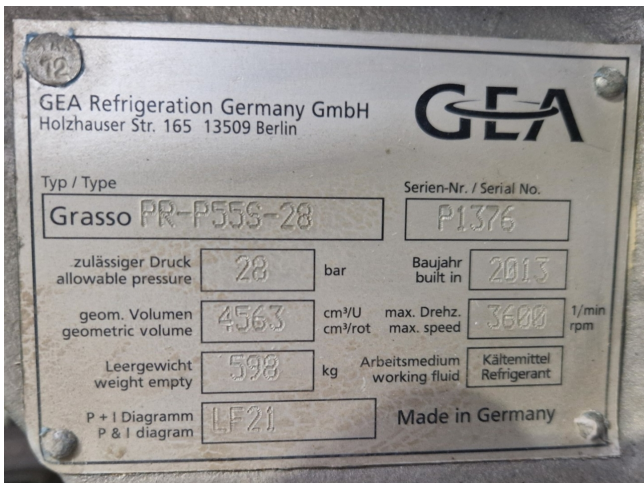 12
GEA Refrigeration Germany GmbH
Holzhauser Str. 165 13509 Berlin
GEA
Typ / Type
Grasso PR-P55S-28
Serien-Nr. / Serial No.
P1376
zulässiger Druck
allowable pressure
28
bar
Baujahr
built in
2013
geom. Volumen
geometric volume
4563
cm³/U
cm³/rot
max. Drehz.
max. speed
3600
1/min
rpm
Leergewicht
weight empty
598
kg
Arbeitsmedium
working fluid
Kältemittel
Refrigerant
P + I Diagramm
P & I diagram
LF21
Made in Germany